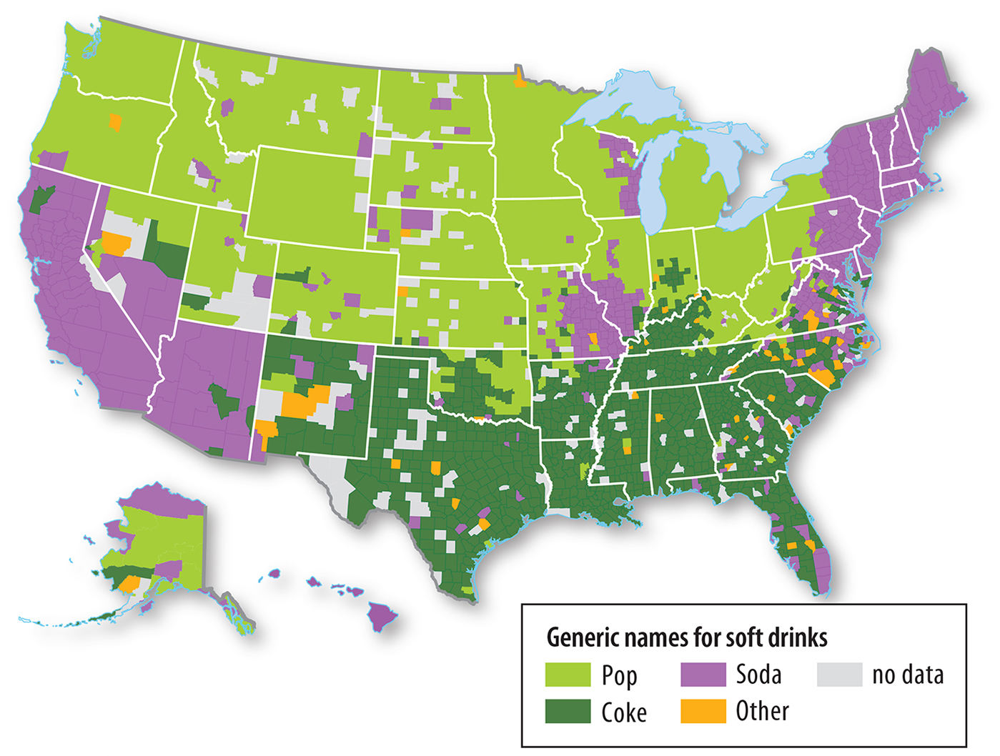 Generic names for soft drinks
Pop Soda no data
Coke Other